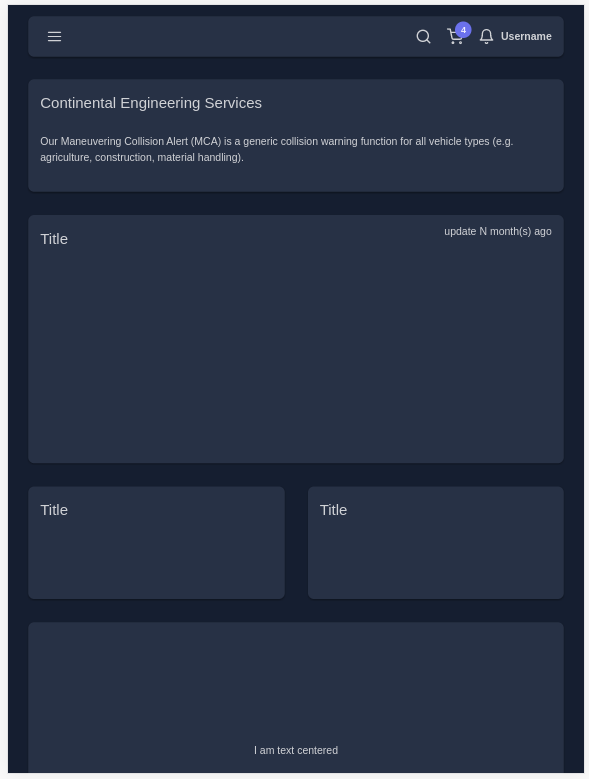 4
Username
Continental Engineering Services
Our Maneuvering Collision Alert (MCA) is a generic collision warning function for all vehicle types (e.g.
agriculture, construction, material handling).
update N month(s) ago
Title
Title
Title
I am text centered